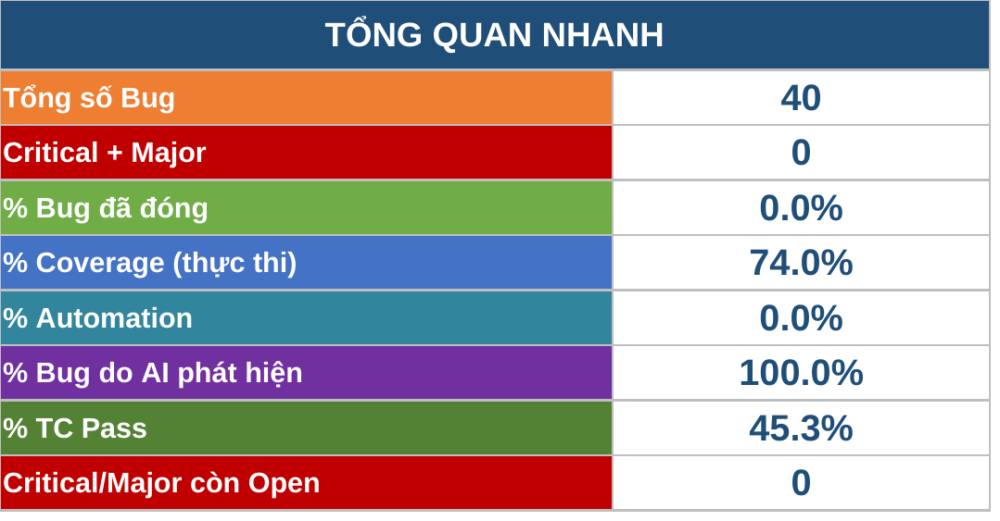 TỔNG QUAN NHANH
Tổng số Bug 40
Critical + Major 0
% Bug đã đóng 0.0%
% Coverage (thực thi) 74.0%
% Automation 0.0%
% Bug do AI phát hiện 100.0%
% TC Pass 45.3%
Critical/Major còn Open 0